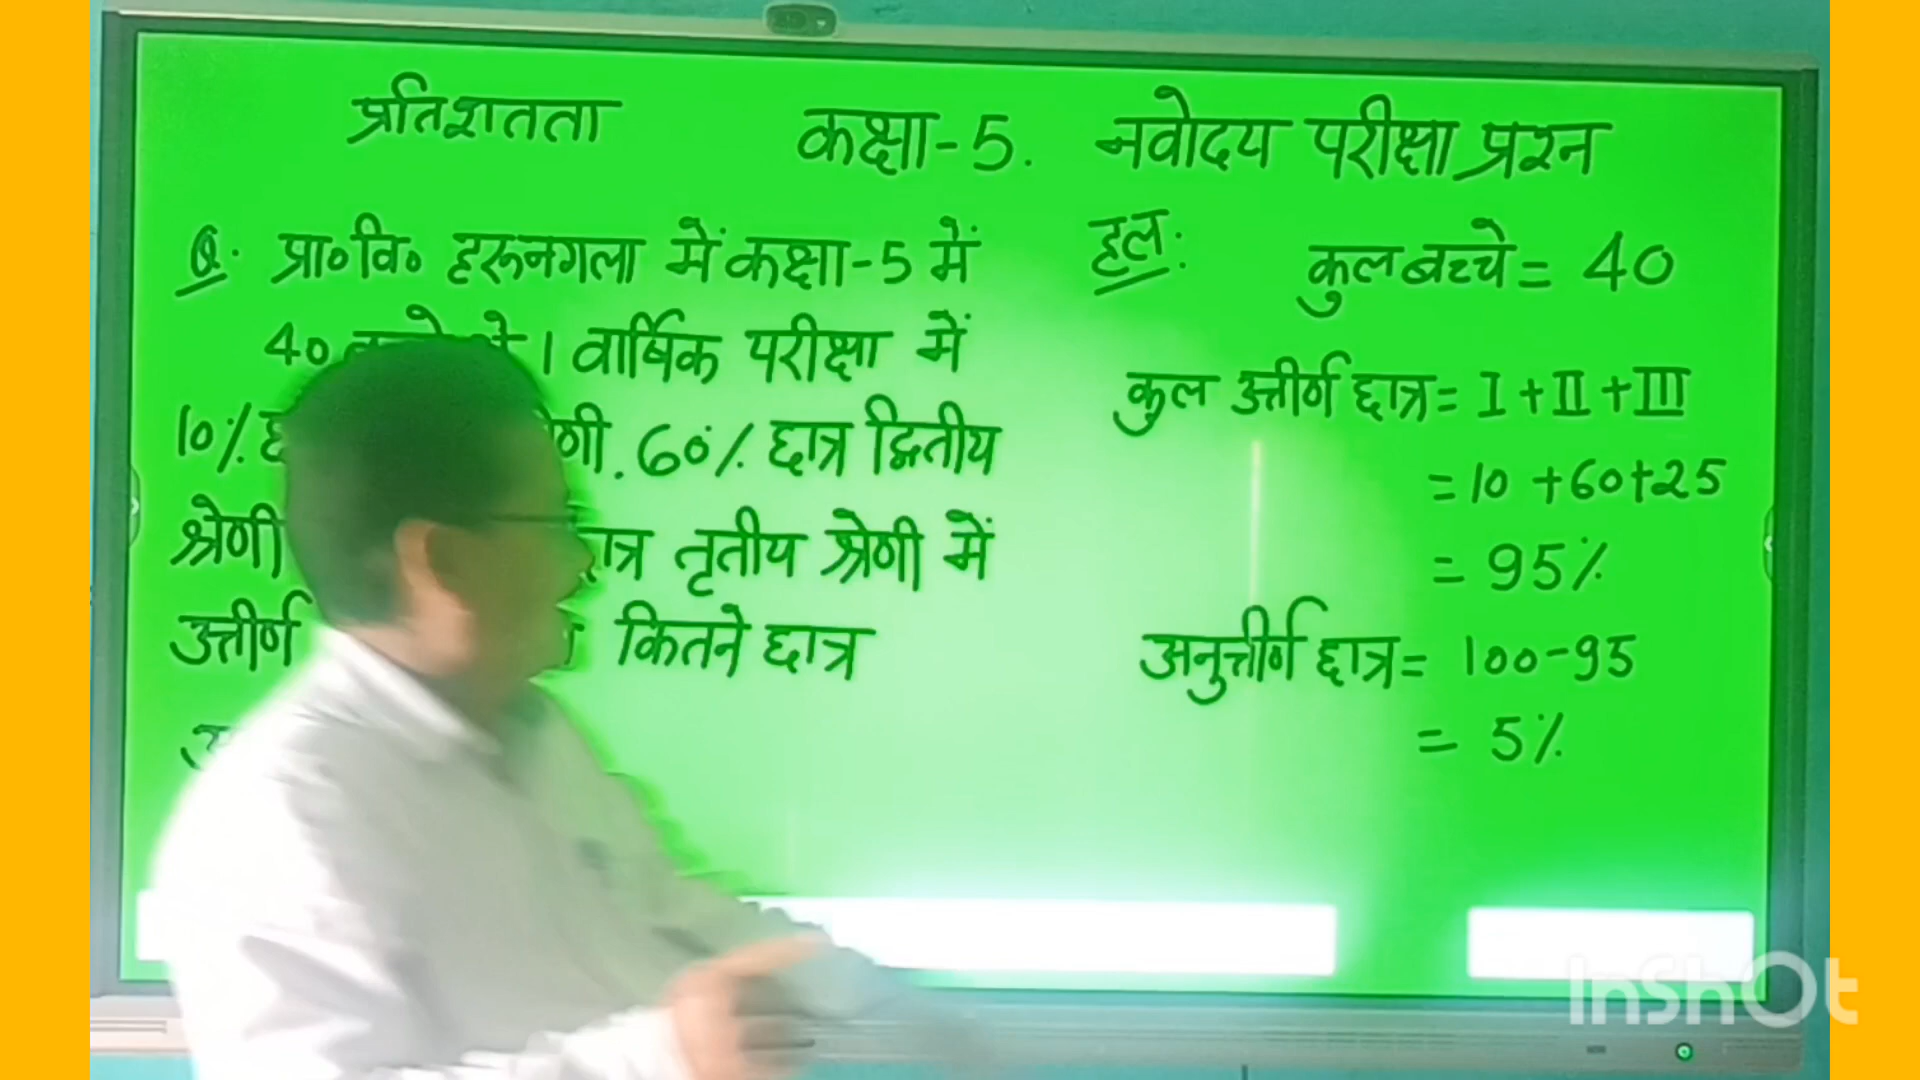 प्रतिशतता
कक्षा-5. नवोदय परीक्षा प्रश्न
Q. प्रा०वि० हरूनगला में कक्षा-5 में
40 । वार्षिक परीक्षा में
10% 60% छात्र द्वितीय
श्रेणी तृतीय श्रेणी में
उत्तीर्ण कितने छात्र
हल:
कुल बच्चे = 40
कुल उत्तीर्ण छात्र = I + II + III
= 10 + 60 + 25
= 95%
अनुत्तीर्ण छात्र = 100 - 95
= 5%
InShOt